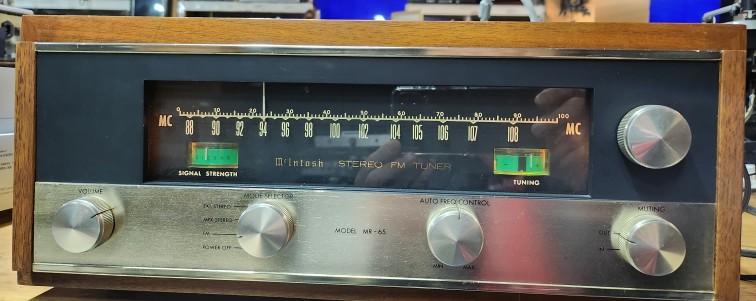 0 10 20 30 40 50 60 70 80 90 100
MC 88 90 92 94 96 98 100 102 104 105 106 107 108 MC
McIntosh STEREO FM TUNER
SIGNAL STRENGTH
TUNING
VOLUME
MODE SELECTOR
EXT. STEREO
MPX STEREO
FM
POWER OFF
MODEL MR-65
AUTO FREQ CONTROL
MIN MAX
MUTING
OUT
IN